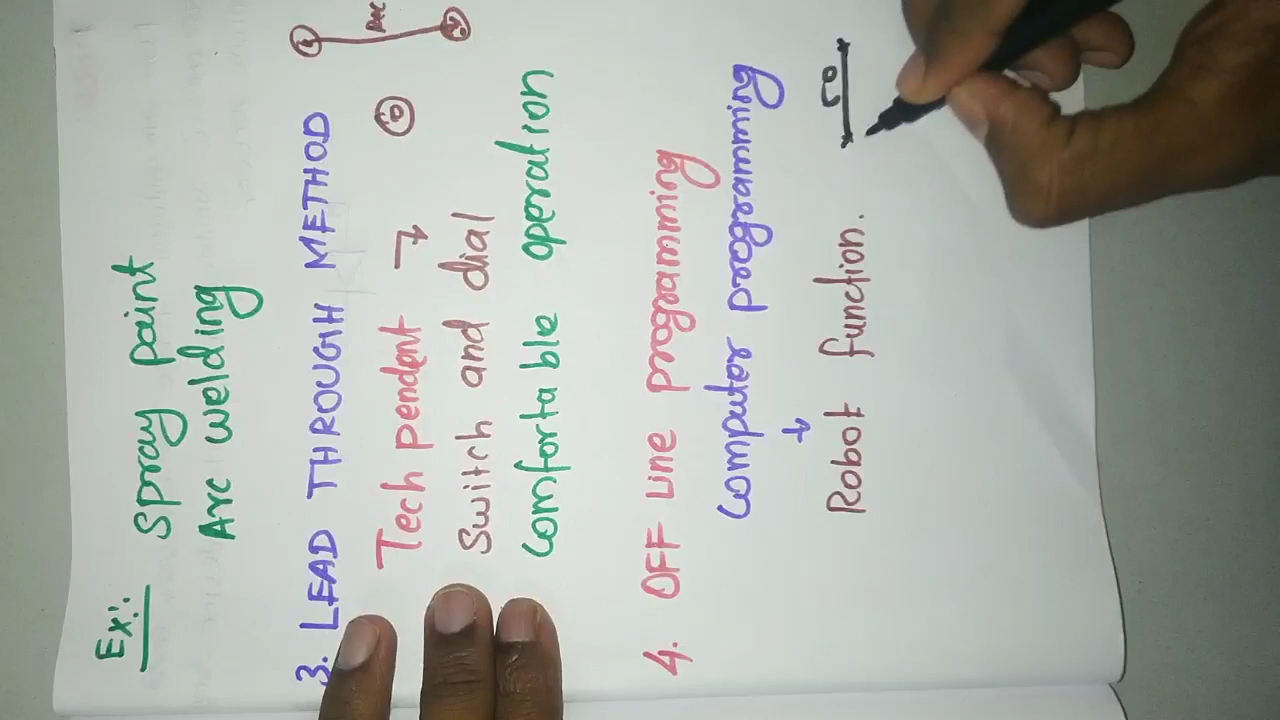 Ex:-
Spray paint
Arc welding
3. LEAD THROUGH METHOD
Tech pendent →
Switch and dial
Comfortable operation
4. OFF LINE programming
Computer programming
↓
Robot function.